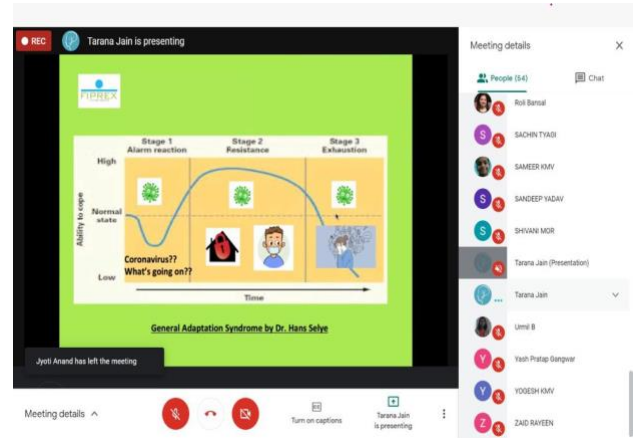 REC
Tarana Jain is presenting
FIPREX
Stage 1
Alarm reaction
Stage 2
Resistance
Stage 3
Exhaustion
High
Normal
state
Low
Ability to cope
Coronavirus??
What's going on??
Time
General Adaptation Syndrome by Dr. Hans Selye
Jyoti Anand has left the meeting
Meeting details
Turn on captions
Tarana Jain
is presenting
Meeting details
People (54)
Chat
Roli Bansal
S SACHIN TYAGI
SAMEER KMV
S SANDEEP YADAV
S SHIVANI MOR
Tarana Jain (Presentation)
Tarana Jain
Urmil B
Y Yash Pratap Gangwar
Y YOGESH KMV
Z ZAID RAYEEN